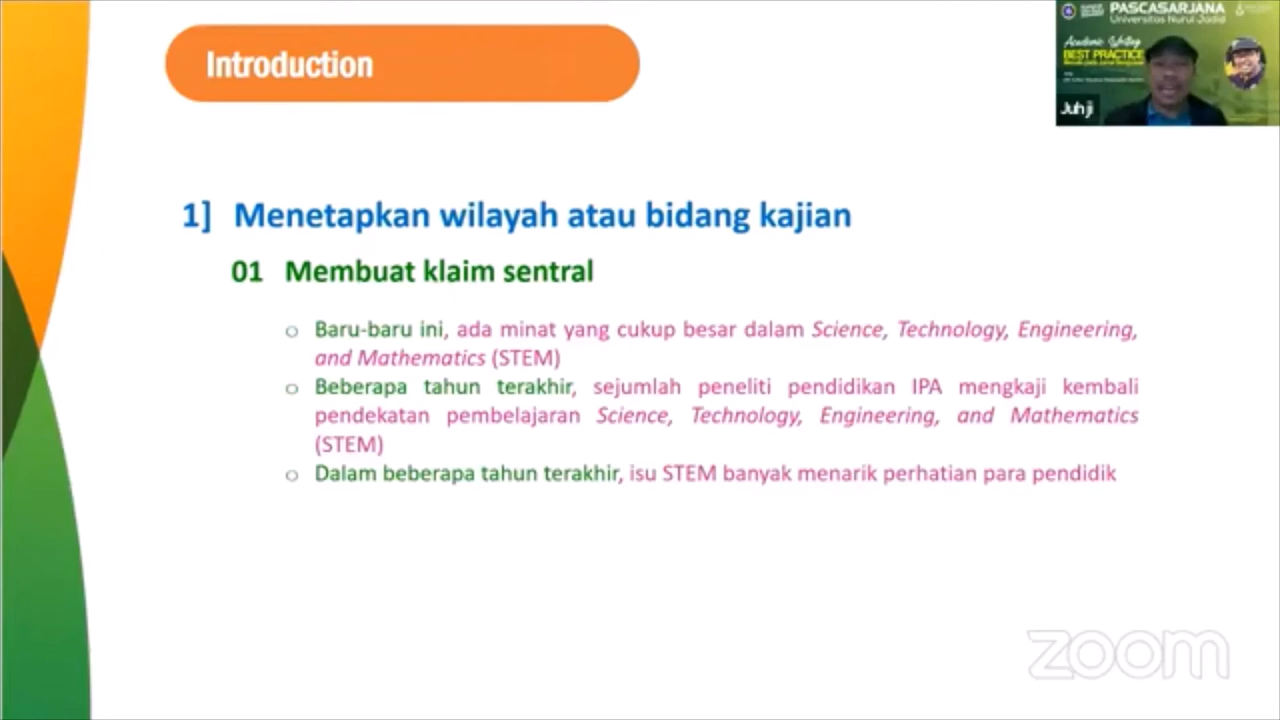 Introduction
PASCASARJANA
Universitas Nurul Jadid
Academic Writing
BEST PRACTICE
Juhji
1] Menetapkan wilayah atau bidang kajian
01 Membuat klaim sentral
o Baru-baru ini, ada minat yang cukup besar dalam Science, Technology, Engineering,
and Mathematics (STEM)
o Beberapa tahun terakhir, sejumlah peneliti pendidikan IPA mengkaji kembali
pendekatan pembelajaran Science, Technology, Engineering, and Mathematics
(STEM)
o Dalam beberapa tahun terakhir, isu STEM banyak menarik perhatian para pendidik
zoom